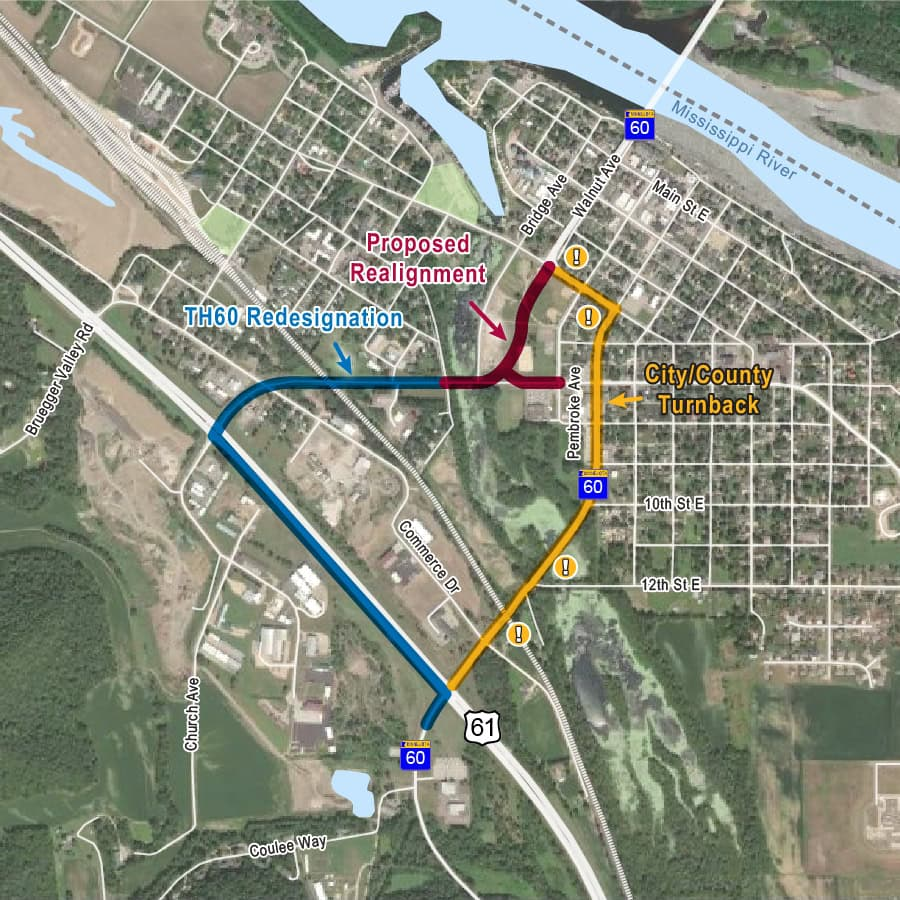 60
Mississippi River
Bridge Ave
Walnut Ave
Main St E
Proposed
Realignment
!
!
TH60 Redesignation
Bruegger Valley Rd
City/County
Turnback
Pembroke Ave
60
10th St E
Commerce Dr
!
12th St E
!
Church Ave
61
60
Coulee Way